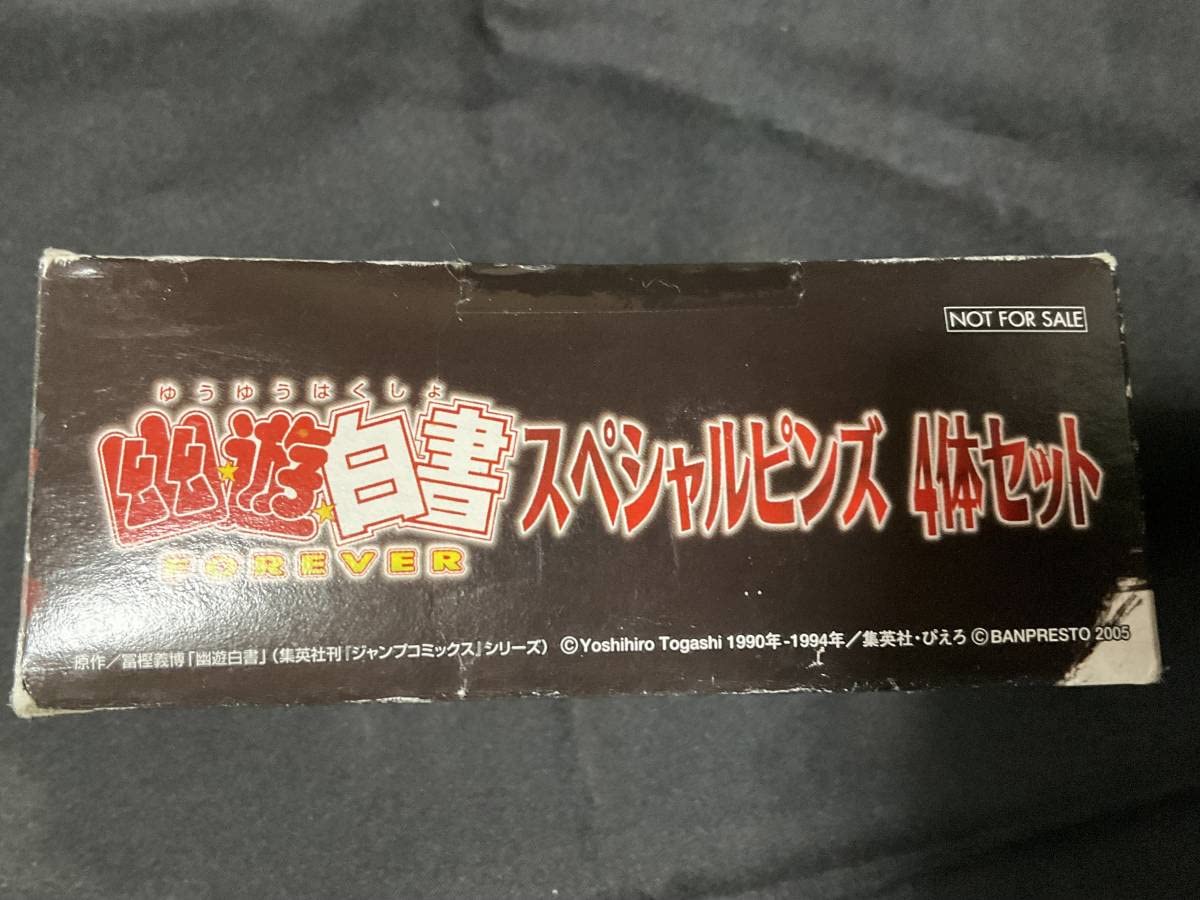 NOT FOR SALE
ゆうゆうはくしょ
幽★遊★白書 スペシャルピンズ 4体セット
FOREVER
原作／冨樫義博「幽遊白書」（集英社刊『ジャンプコミックス』シリーズ） ©Yoshihiro Togashi 1990年-1994年／集英社・ぴえろ ©BANPRESTO 2005